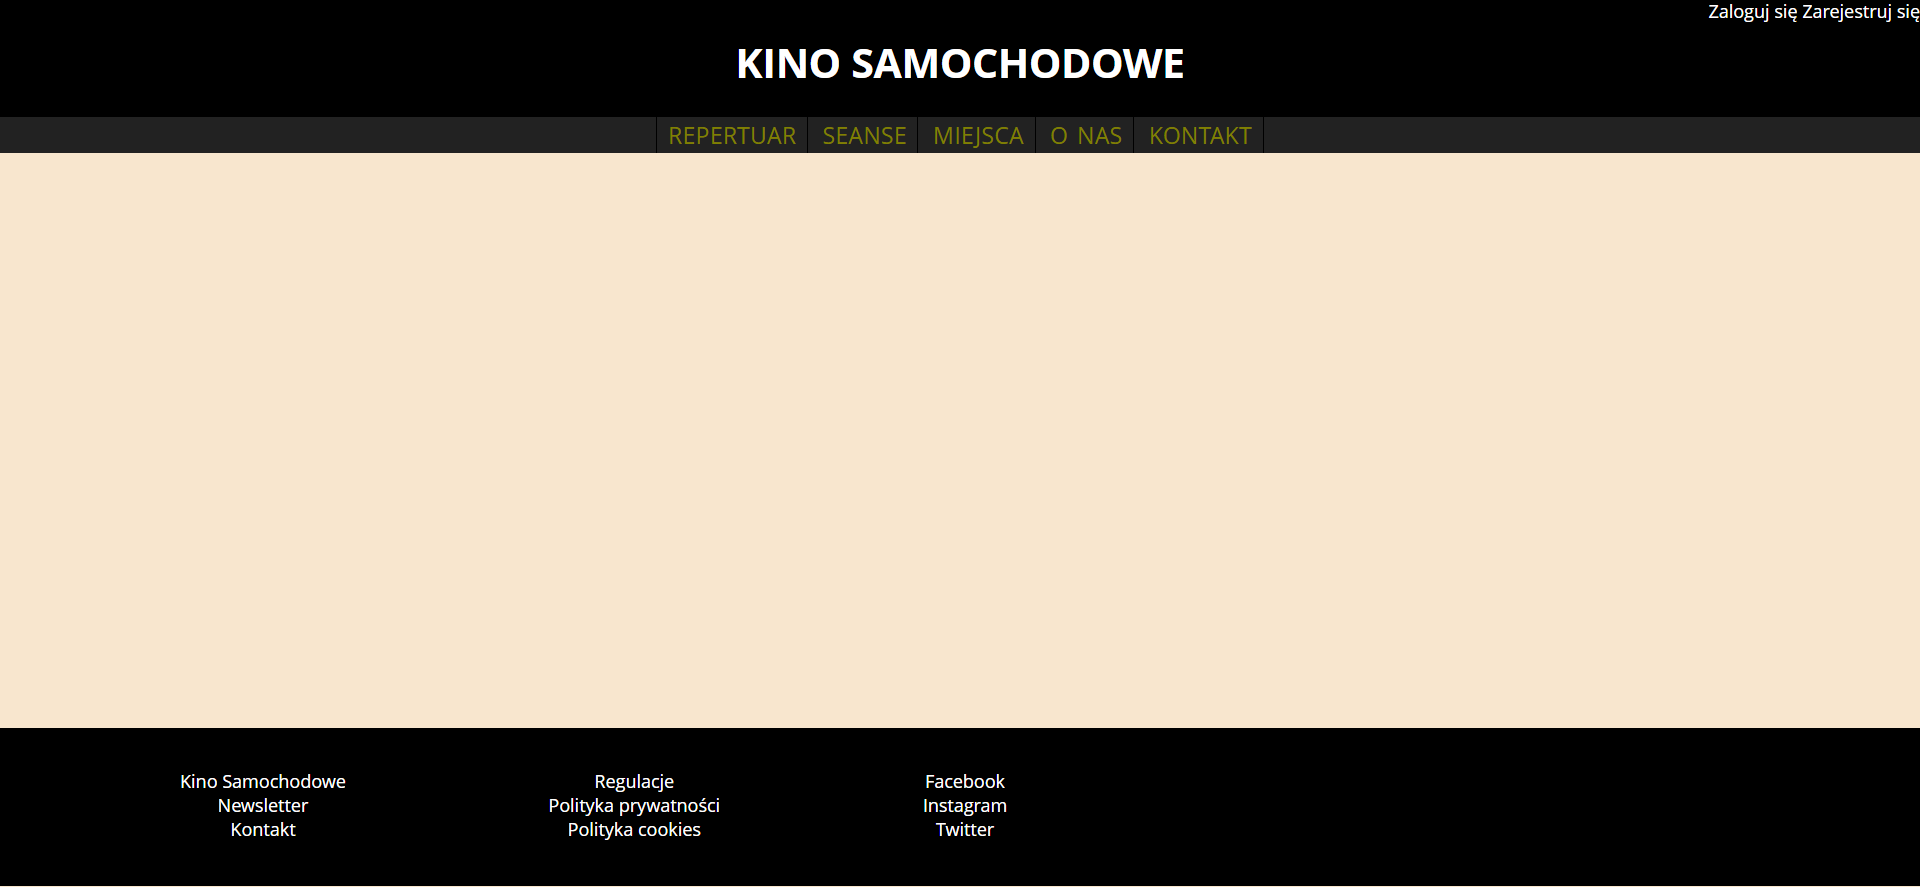 Zaloguj się Zarejestruj się
KINO SAMOCHODOWE
REPERTUAR SEANSE MIEJSCA O NAS KONTAKT
Kino Samochodowe
Newsletter
Kontakt
Regulacje
Polityka prywatności
Polityka cookies
Facebook
Instagram
Twitter